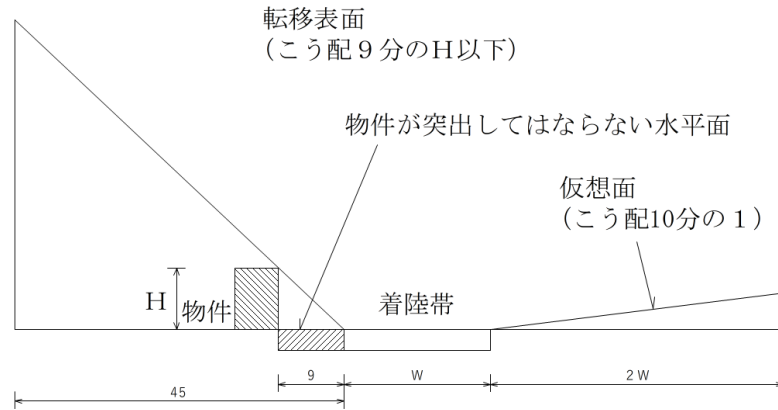 転移表面
(こう配９分のＨ以下)
物件が突出してはならない水平面
仮想面
(こう配10分の１)
Ｈ
物件
着陸帯
9
W
2W
45